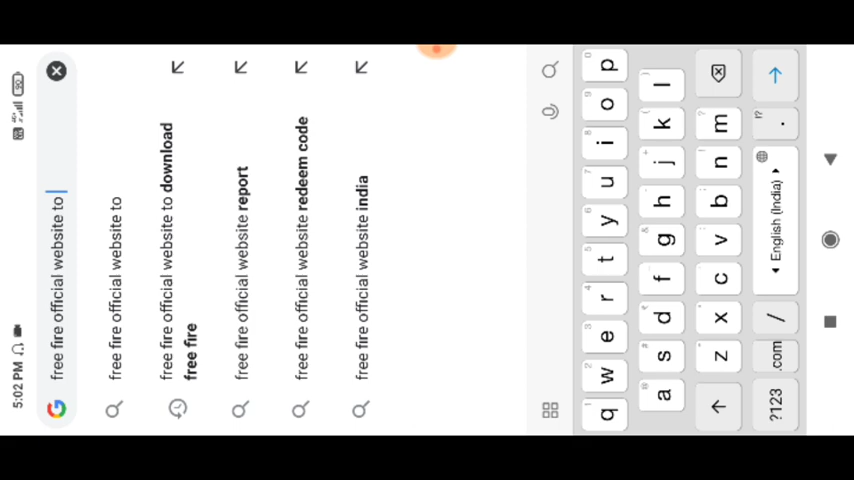 5:02 PM
90
free fire official website to
free fire official website to
free fire official website to download
free fire
free fire official website report
free fire official website redeem code
free fire official website india
q w e r t y u i o p
a s d f g h j k l
z x c v b n m
?123 .com / English (India) .